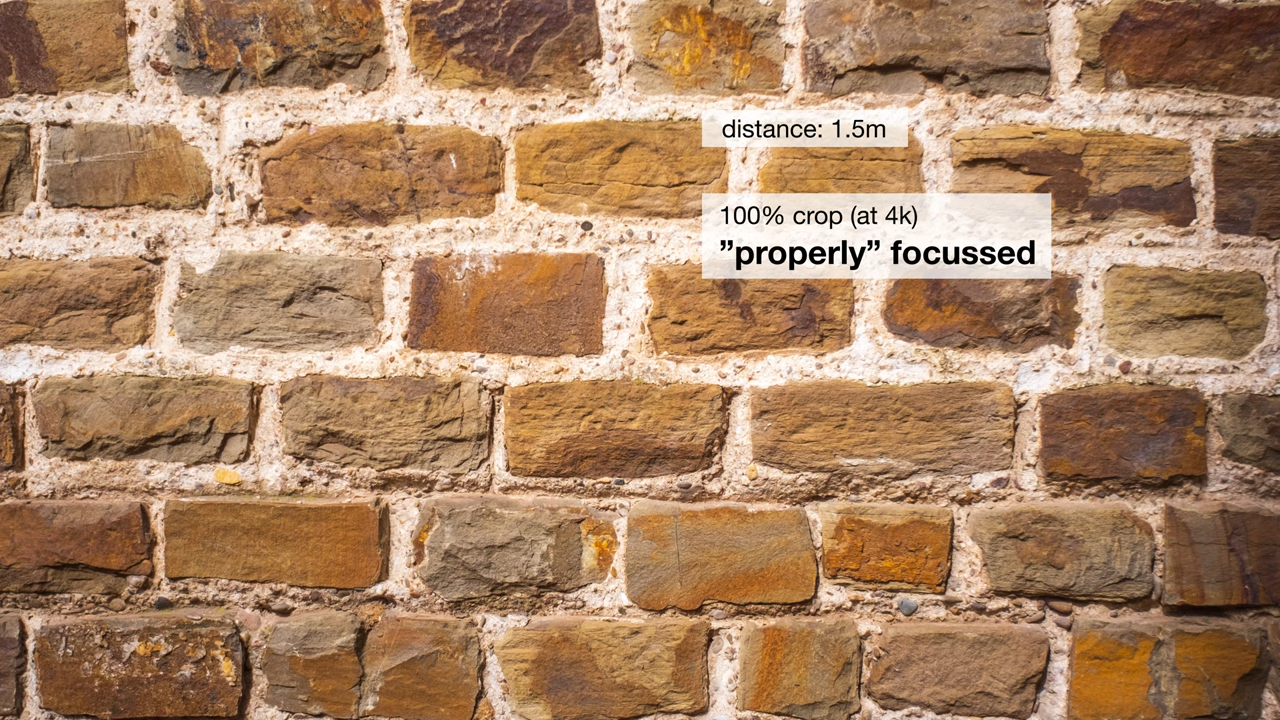 distance: 1.5m
100% crop (at 4k)
”properly” focussed